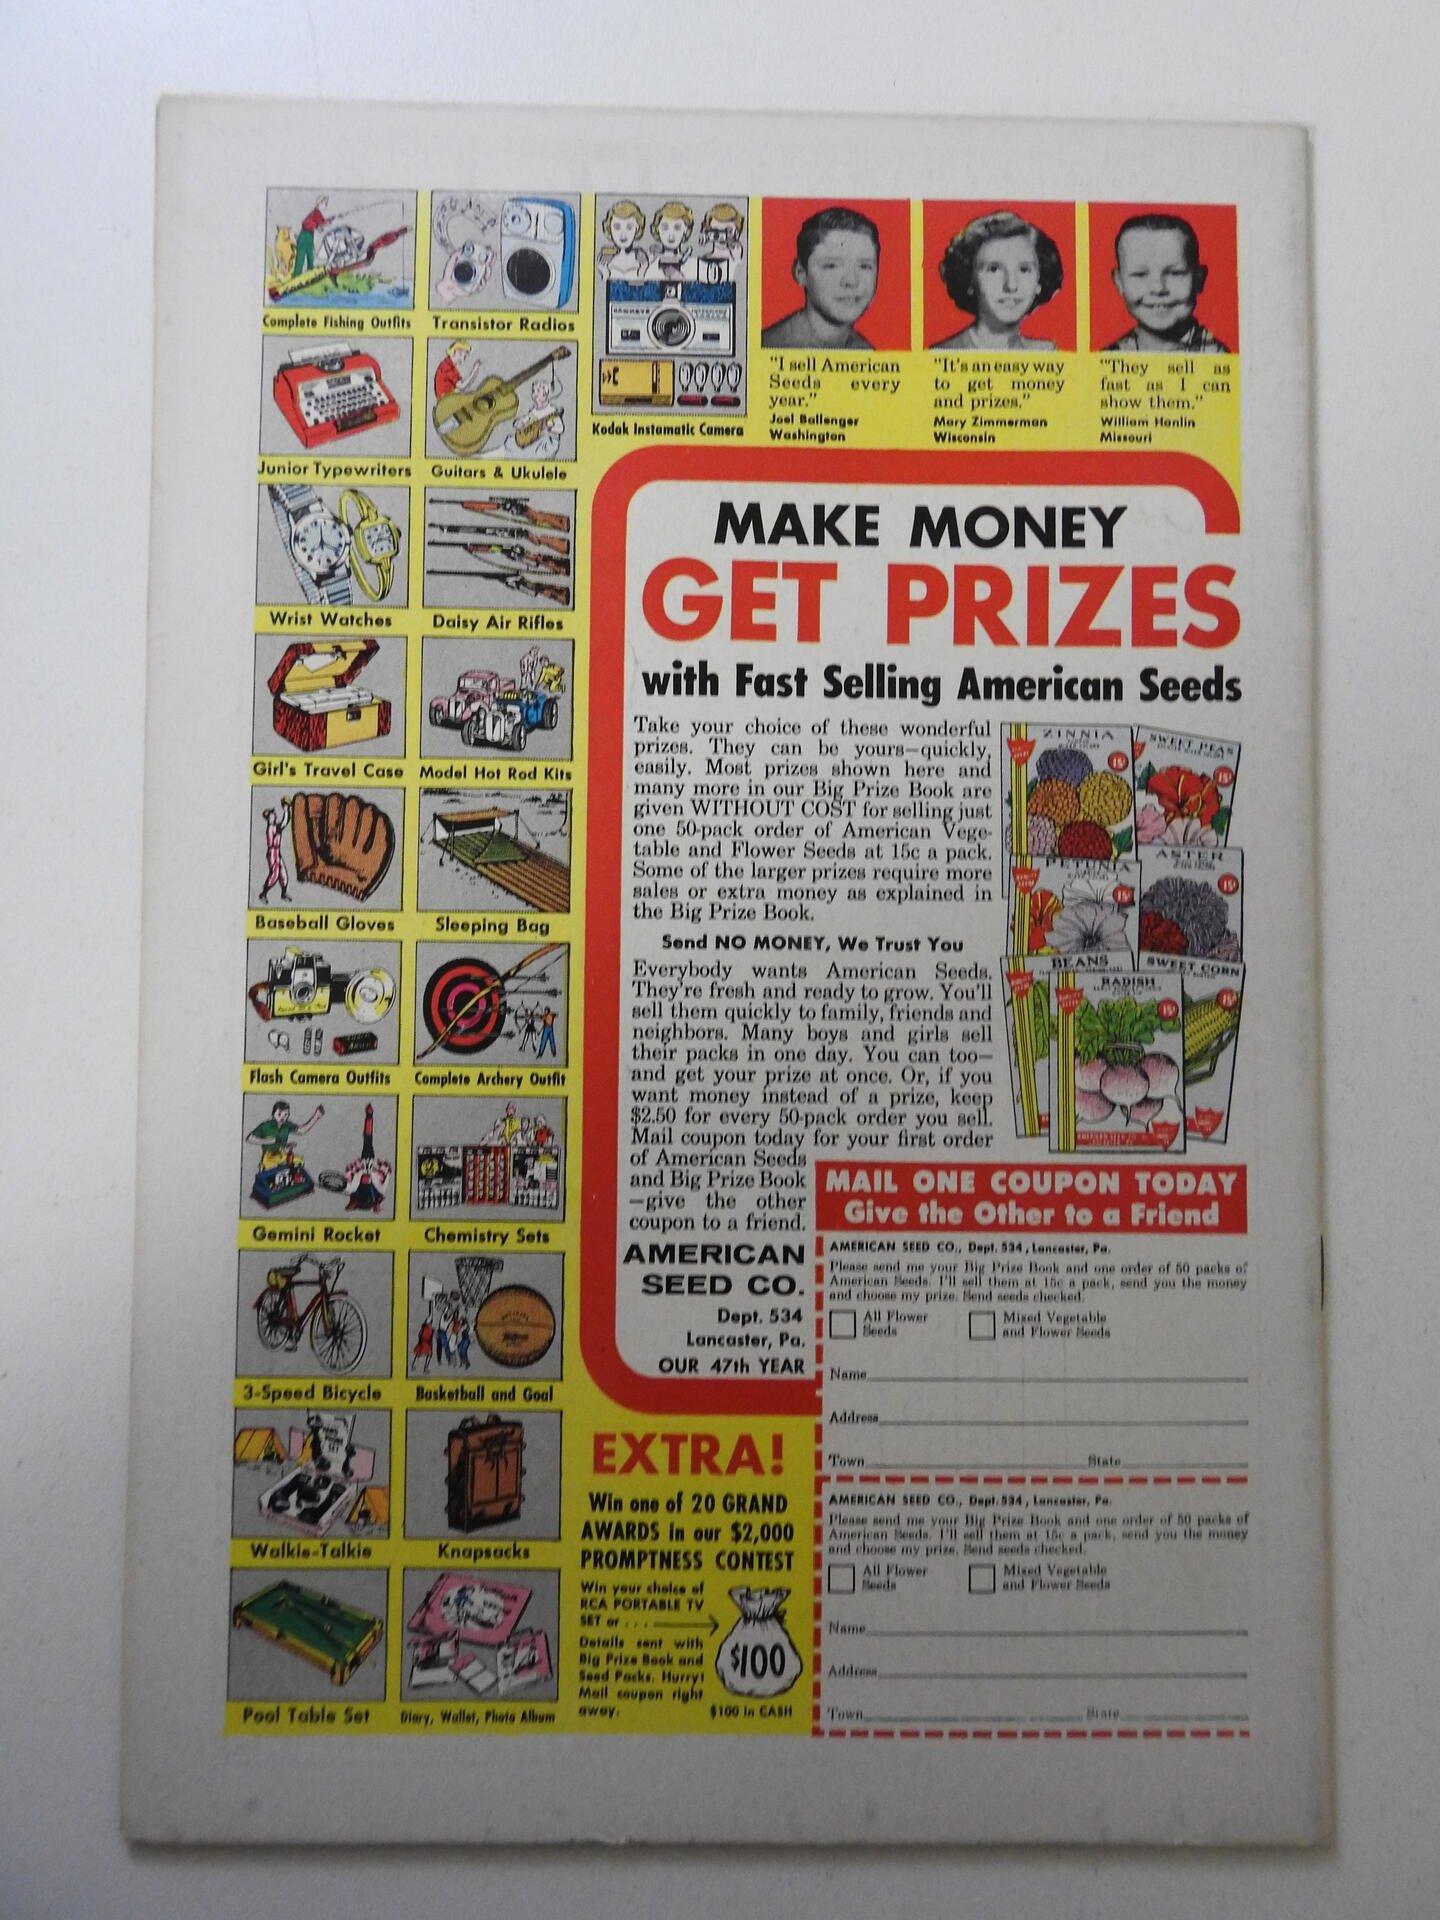 Complete Fishing Outfits
Transistor Radios
Kodak Instamatic Camera
"I sell American
Seeds every
year."
Joel Ballenger
Washington
"It's an easy way
to get money
and prizes."
Mary Zimmerman
Wisconsin
"They sell as
fast as I can
show them."
William Hanlin
Missouri
Junior Typewriters
Guitars & Ukulele
Wrist Watches
Daisy Air Rifles
Girl's Travel Case
Model Hot Rod Kits
Baseball Gloves
Sleeping Bag
Flash Camera Outfits
Complete Archery Outfit
Gemini Rocket
Chemistry Sets
3-Speed Bicycle
Basketball and Goal
Walkie-Talkie
Knapsacks
Pool Table Set
Diary, Wallet, Photo Album
MAKE MONEY
GET PRIZES
with Fast Selling American Seeds
Take your choice of these wonderful
prizes. They can be yours—quickly,
easily. Most prizes shown here and
many more in our Big Prize Book are
given WITHOUT COST for selling just
one 50-pack order of American Vege-
table and Flower Seeds at 15c a pack.
Some of the larger prizes require more
sales or extra money as explained in
the Big Prize Book.
Send NO MONEY, We Trust You
Everybody wants American Seeds.
They're fresh and ready to grow. You'll
sell them quickly to family, friends and
neighbors. Many boys and girls sell
their packs in one day. You can too—
and get your prize at once. Or, if you
want money instead of a prize, keep
$2.50 for every 50-pack order you sell.
Mail coupon today for your first order
of American Seeds
and Big Prize Book
—give the other
coupon to a friend.
AMERICAN
SEED CO.
Dept. 534
Lancaster, Pa.
OUR 47th YEAR
ZINNIA
15¢
SWEET PEAS
15¢
PETUNIA
15¢
ASTER
15¢
BEANS
SWEET CORN
15¢
RADISH
15¢
MAIL ONE COUPON TODAY
Give the Other to a Friend
AMERICAN SEED CO., Dept. 534, Lancaster, Pa.
Please send me your Big Prize Book and one order of 50 packs of
American Seeds. I'll sell them at 15c a pack, send you the money
and choose my prize. Send seeds checked.
All Flower
Seeds
Mixed Vegetable
and Flower Seeds
Name
Address
Town State
AMERICAN SEED CO., Dept. 534, Lancaster, Pa.
Please send me your Big Prize Book and one order of 50 packs of
American Seeds. I'll sell them at 15c a pack, send you the money
and choose my prize. Send seeds checked.
All Flower
Seeds
Mixed Vegetable
and Flower Seeds
Name
Address
Town State
EXTRA!
Win one of 20 GRAND
AWARDS in our $2,000
PROMPTNESS CONTEST
Win your choice of
RCA PORTABLE TV
SET or . . .
Details sent with
Big Prize Book and
Seed Packs. Hurry!
Mail coupon right
away.
$100
$100 in CASH